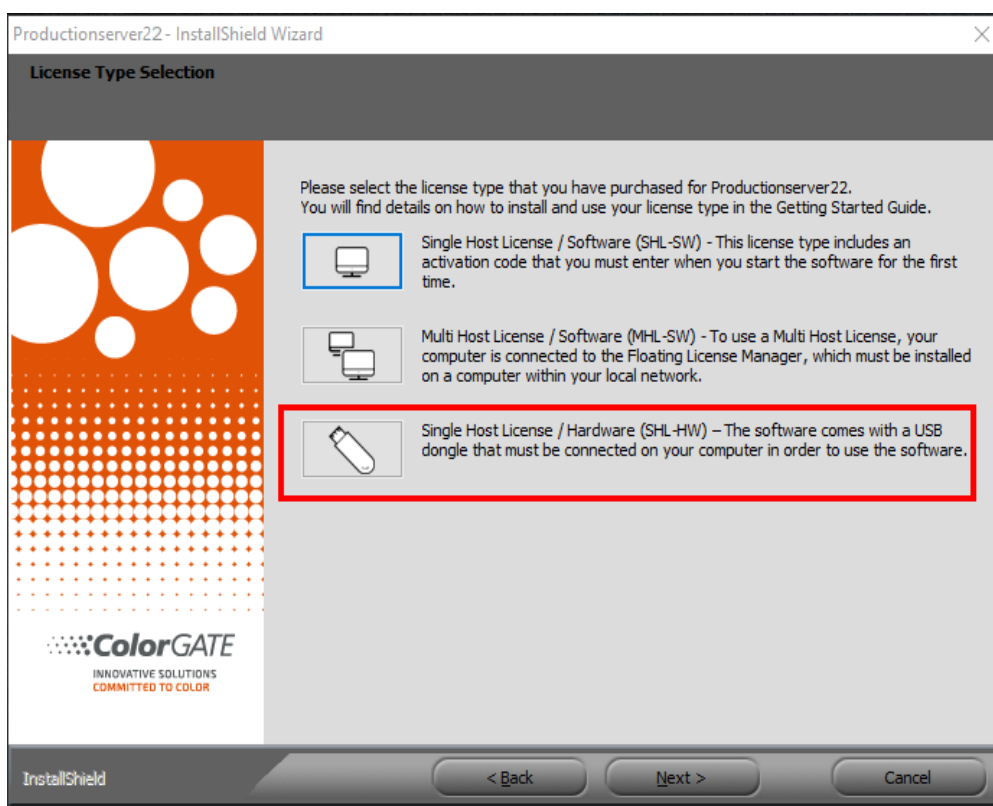 Productionserver22 - InstallShield Wizard
License Type Selection
Please select the license type that you have purchased for Productionserver22.
You will find details on how to install and use your license type in the Getting Started Guide.
Single Host License / Software (SHL-SW) - This license type includes an
activation code that you must enter when you start the software for the first
time.
Multi Host License / Software (MHL-SW) - To use a Multi Host License, your
computer is connected to the Floating License Manager, which must be installed
on a computer within your local network.
Single Host License / Hardware (SHL-HW) – The software comes with a USB
dongle that must be connected on your computer in order to use the software.
ColorGATE
INNOVATIVE SOLUTIONS
COMMITTED TO COLOR
InstallShield
< Back
Next >
Cancel